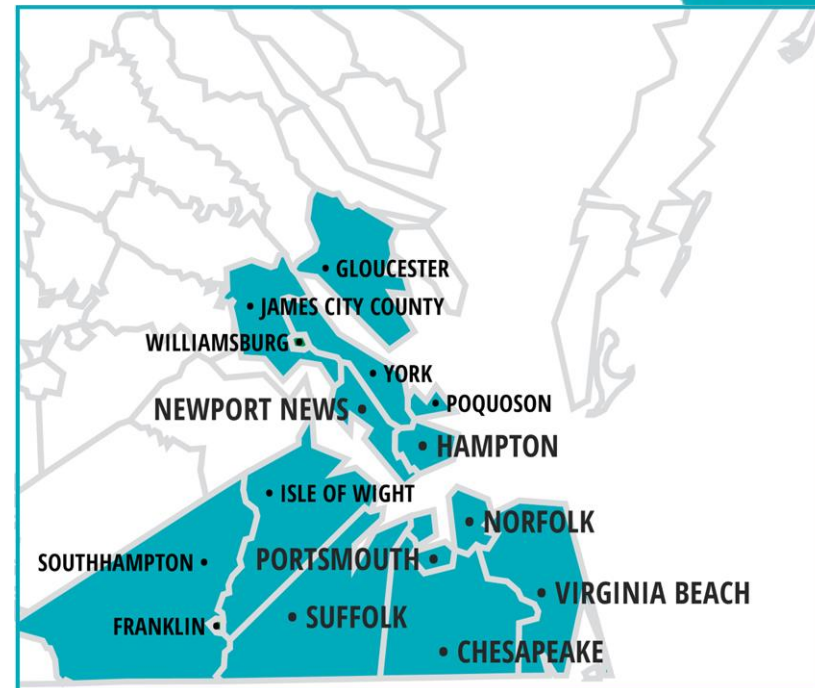 GLOUCESTER
JAMES CITY COUNTY
WILLIAMSBURG
YORK
NEWPORT NEWS
POQUOSON
HAMPTON
ISLE OF WIGHT
NORFOLK
SOUTHHAMPTON
PORTSMOUTH
VIRGINIA BEACH
SUFFOLK
FRANKLIN
CHESAPEAKE